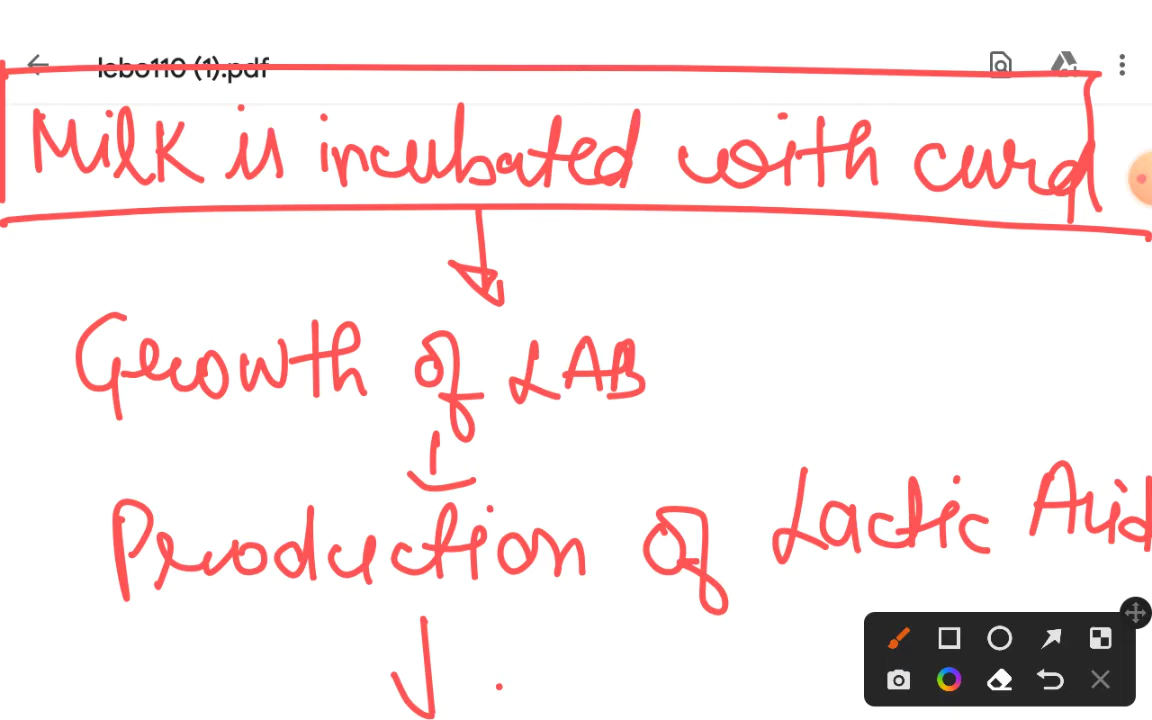 lebo110 (1).pdf
Milk is incubated with curd
Growth of LAB
Production of Lactic Acid